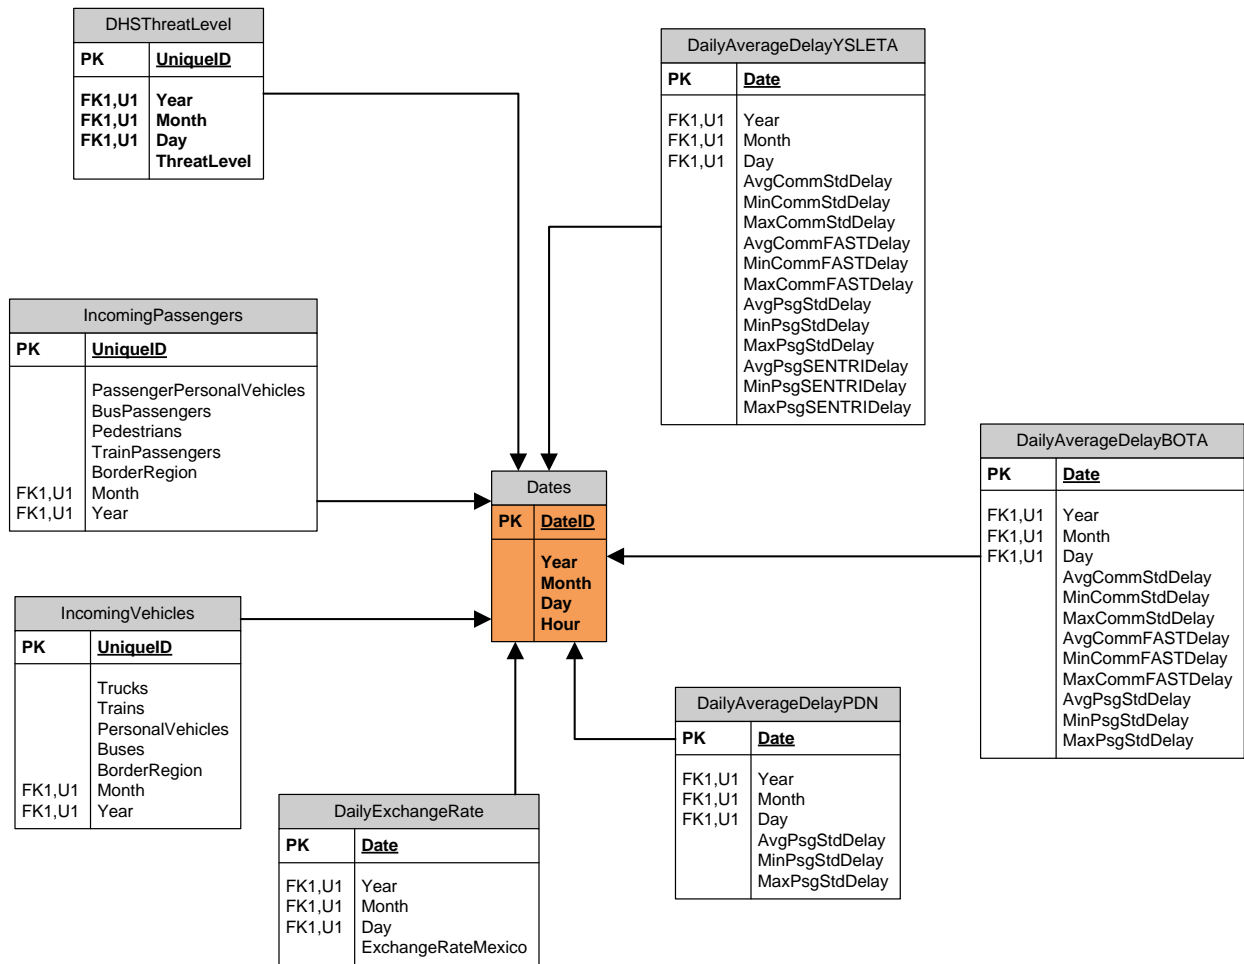 DHSThreatLevel
PK UniqueID
FK1,U1 Year
FK1,U1 Month
FK1,U1 Day
ThreatLevel
DailyAverageDelayYSLETA
PK Date
FK1,U1 Year
FK1,U1 Month
FK1,U1 Day
AvgCommStdDelay
MinCommStdDelay
MaxCommStdDelay
AvgCommFASTDelay
MinCommFASTDelay
MaxCommFASTDelay
AvgPsgStdDelay
MinPsgStdDelay
MaxPsgStdDelay
AvgPsgSENTRIDelay
MinPsgSENTRIDelay
MaxPsgSENTRIDelay
IncomingPassengers
PK UniqueID
PassengerPersonalVehicles
BusPassengers
Pedestrians
TrainPassengers
BorderRegion
FK1,U1 Month
FK1,U1 Year
Dates
PK DateID
Year
Month
Day
Hour
DailyAverageDelayBOTA
PK Date
FK1,U1 Year
FK1,U1 Month
FK1,U1 Day
AvgCommStdDelay
MinCommStdDelay
MaxCommStdDelay
AvgCommFASTDelay
MinCommFASTDelay
MaxCommFASTDelay
AvgPsgStdDelay
MinPsgStdDelay
MaxPsgStdDelay
IncomingVehicles
PK UniqueID
Trucks
Trains
PersonalVehicles
Buses
BorderRegion
FK1,U1 Month
FK1,U1 Year
DailyAverageDelayPDN
PK Date
FK1,U1 Year
FK1,U1 Month
FK1,U1 Day
AvgPsgStdDelay
MinPsgStdDelay
MaxPsgStdDelay
DailyExchangeRate
PK Date
FK1,U1 Year
FK1,U1 Month
FK1,U1 Day
ExchangeRateMexico